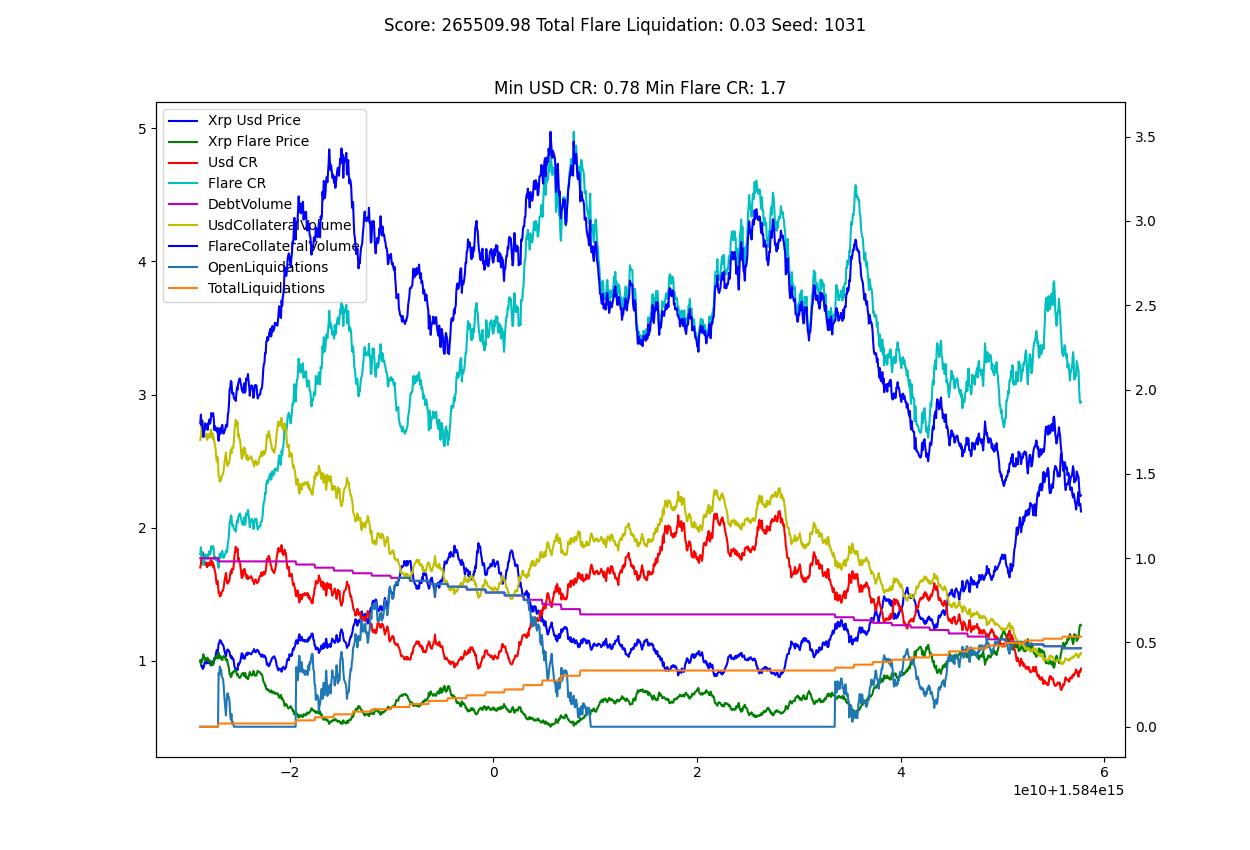 Score: 265509.98 Total Flare Liquidation: 0.03 Seed: 1031
Min USD CR: 0.78 Min Flare CR: 1.7
Xrp Usd Price
Xrp Flare Price
Usd CR
Flare CR
DebtVolume
UsdCollateralVolume
FlareCollateralVolume
OpenLiquidations
TotalLiquidations
5
4
3
2
1
3.5
3.0
2.5
2.0
1.5
1.0
0.5
0.0
−2
0
2
4
6
1e10+1.584e15